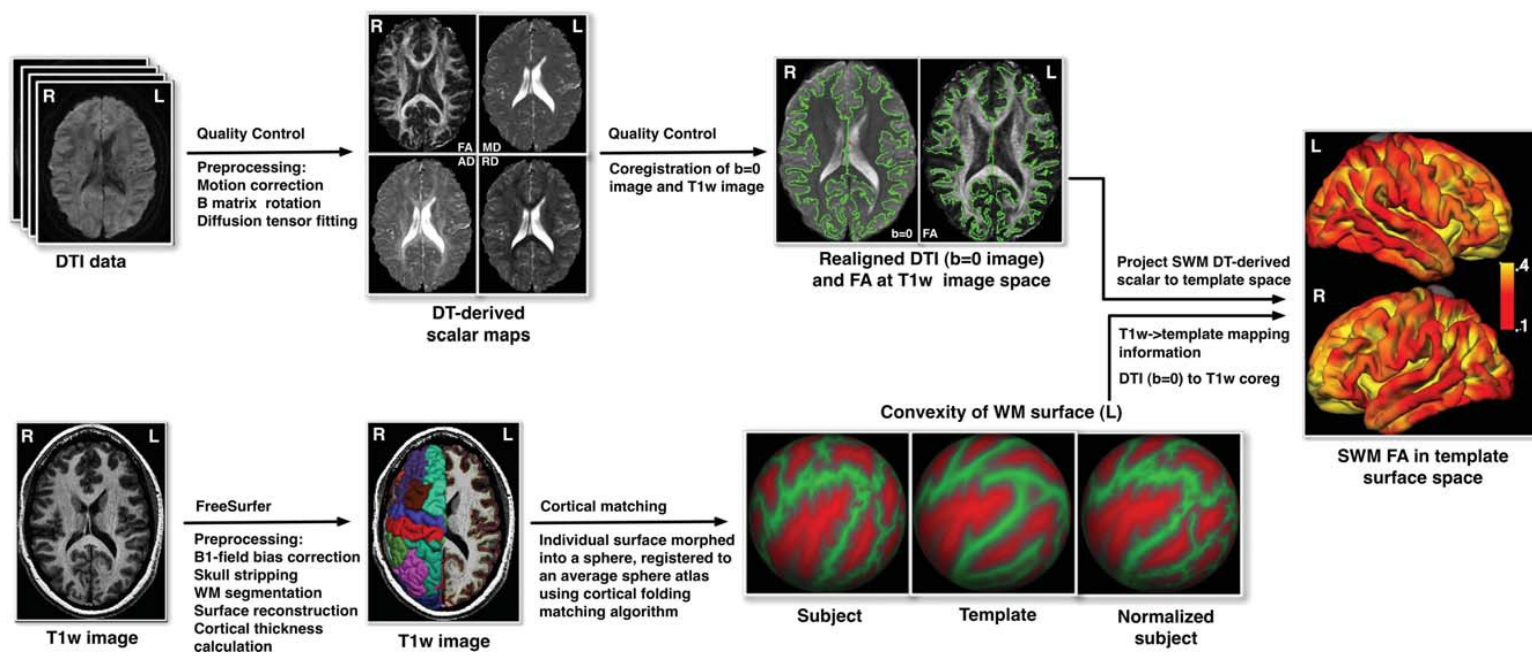 R L
DTI data
Quality Control
Preprocessing:
Motion correction
B matrix rotation
Diffusion tensor fitting
R L
FA MD
AD RD
DT-derived
scalar maps
Quality Control
Coregistration of b=0
image and T1w image
R L
b=0 FA
Realigned DTI (b=0 image)
and FA at T1w image space
Project SWM DT-derived
scalar to template space
T1w->template mapping
information
DTI (b=0) to T1w coreg
L
R
.4
.1
SWM FA in template
surface space
R L
T1w image
FreeSurfer
Preprocessing:
B1-field bias correction
Skull stripping
WM segmentation
Surface reconstruction
Cortical thickness
calculation
R L
T1w image
Cortical matching
Individual surface morphed
into a sphere, registered to
an average sphere atlas
using cortical folding
matching algorithm
Convexity of WM surface (L)
Subject
Template
Normalized
subject